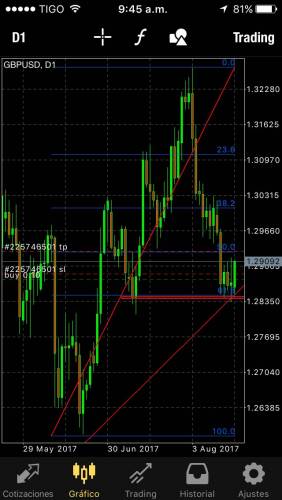 TIGO 9:45 a.m. 81%
D1 f Trading
GBPUSD, D1
0.0
1.32280
1.31625
23.6
1.30970
1.30315
38.2
1.29660
#225746501 tp
50.0
1.29092
#225746501 sl
buy 0.10
61.8
1.28350
1.27695
1.27040
1.26385
100.0
29 May 2017 30 Jun 2017 3 Aug 2017
Cotizaciones Gráfico Trading Historial Ajustes